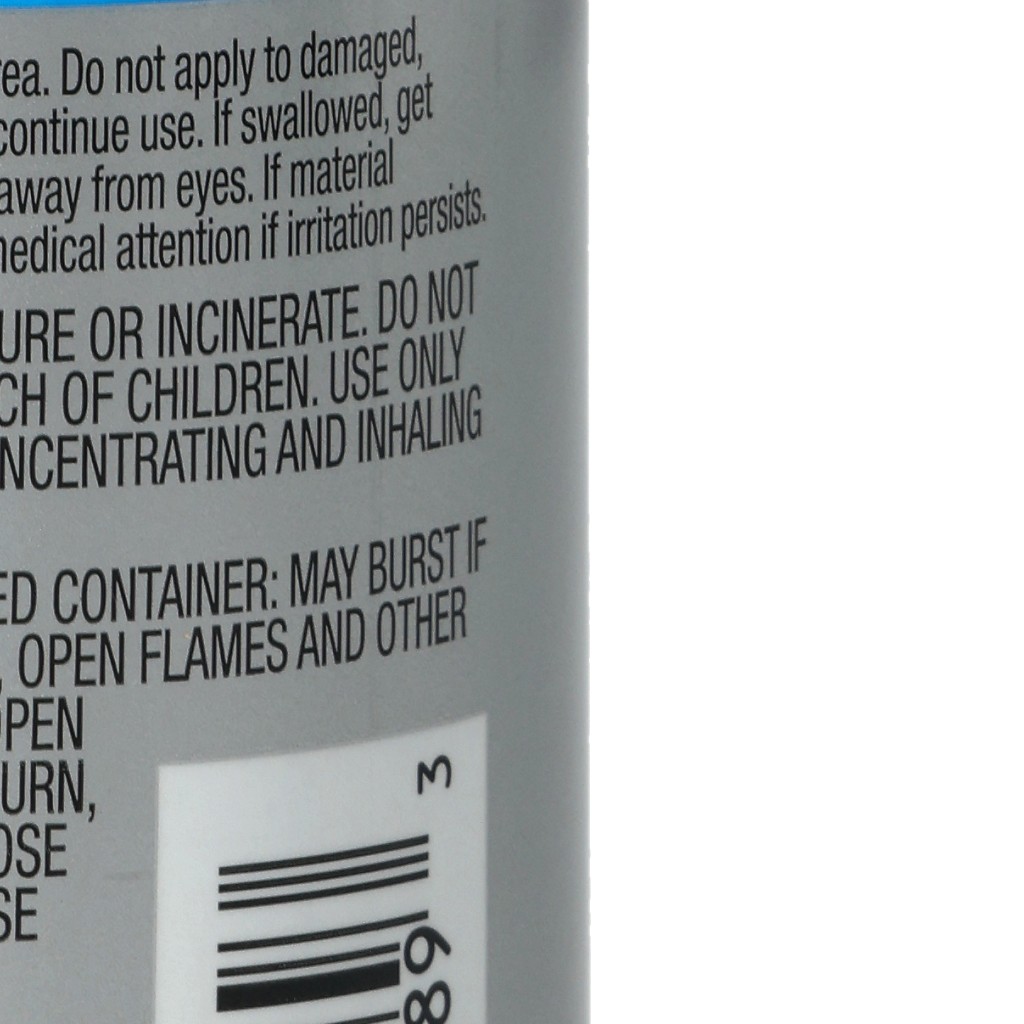 rea. Do not apply to damaged,
continue use. If swallowed, get
away from eyes. If material
medical attention if irritation persists.
URE OR INCINERATE. DO NOT
CH OF CHILDREN. USE ONLY
NCENTRATING AND INHALING
ED CONTAINER: MAY BURST IF
, OPEN FLAMES AND OTHER
OPEN
URN,
OSE
SE
3
89